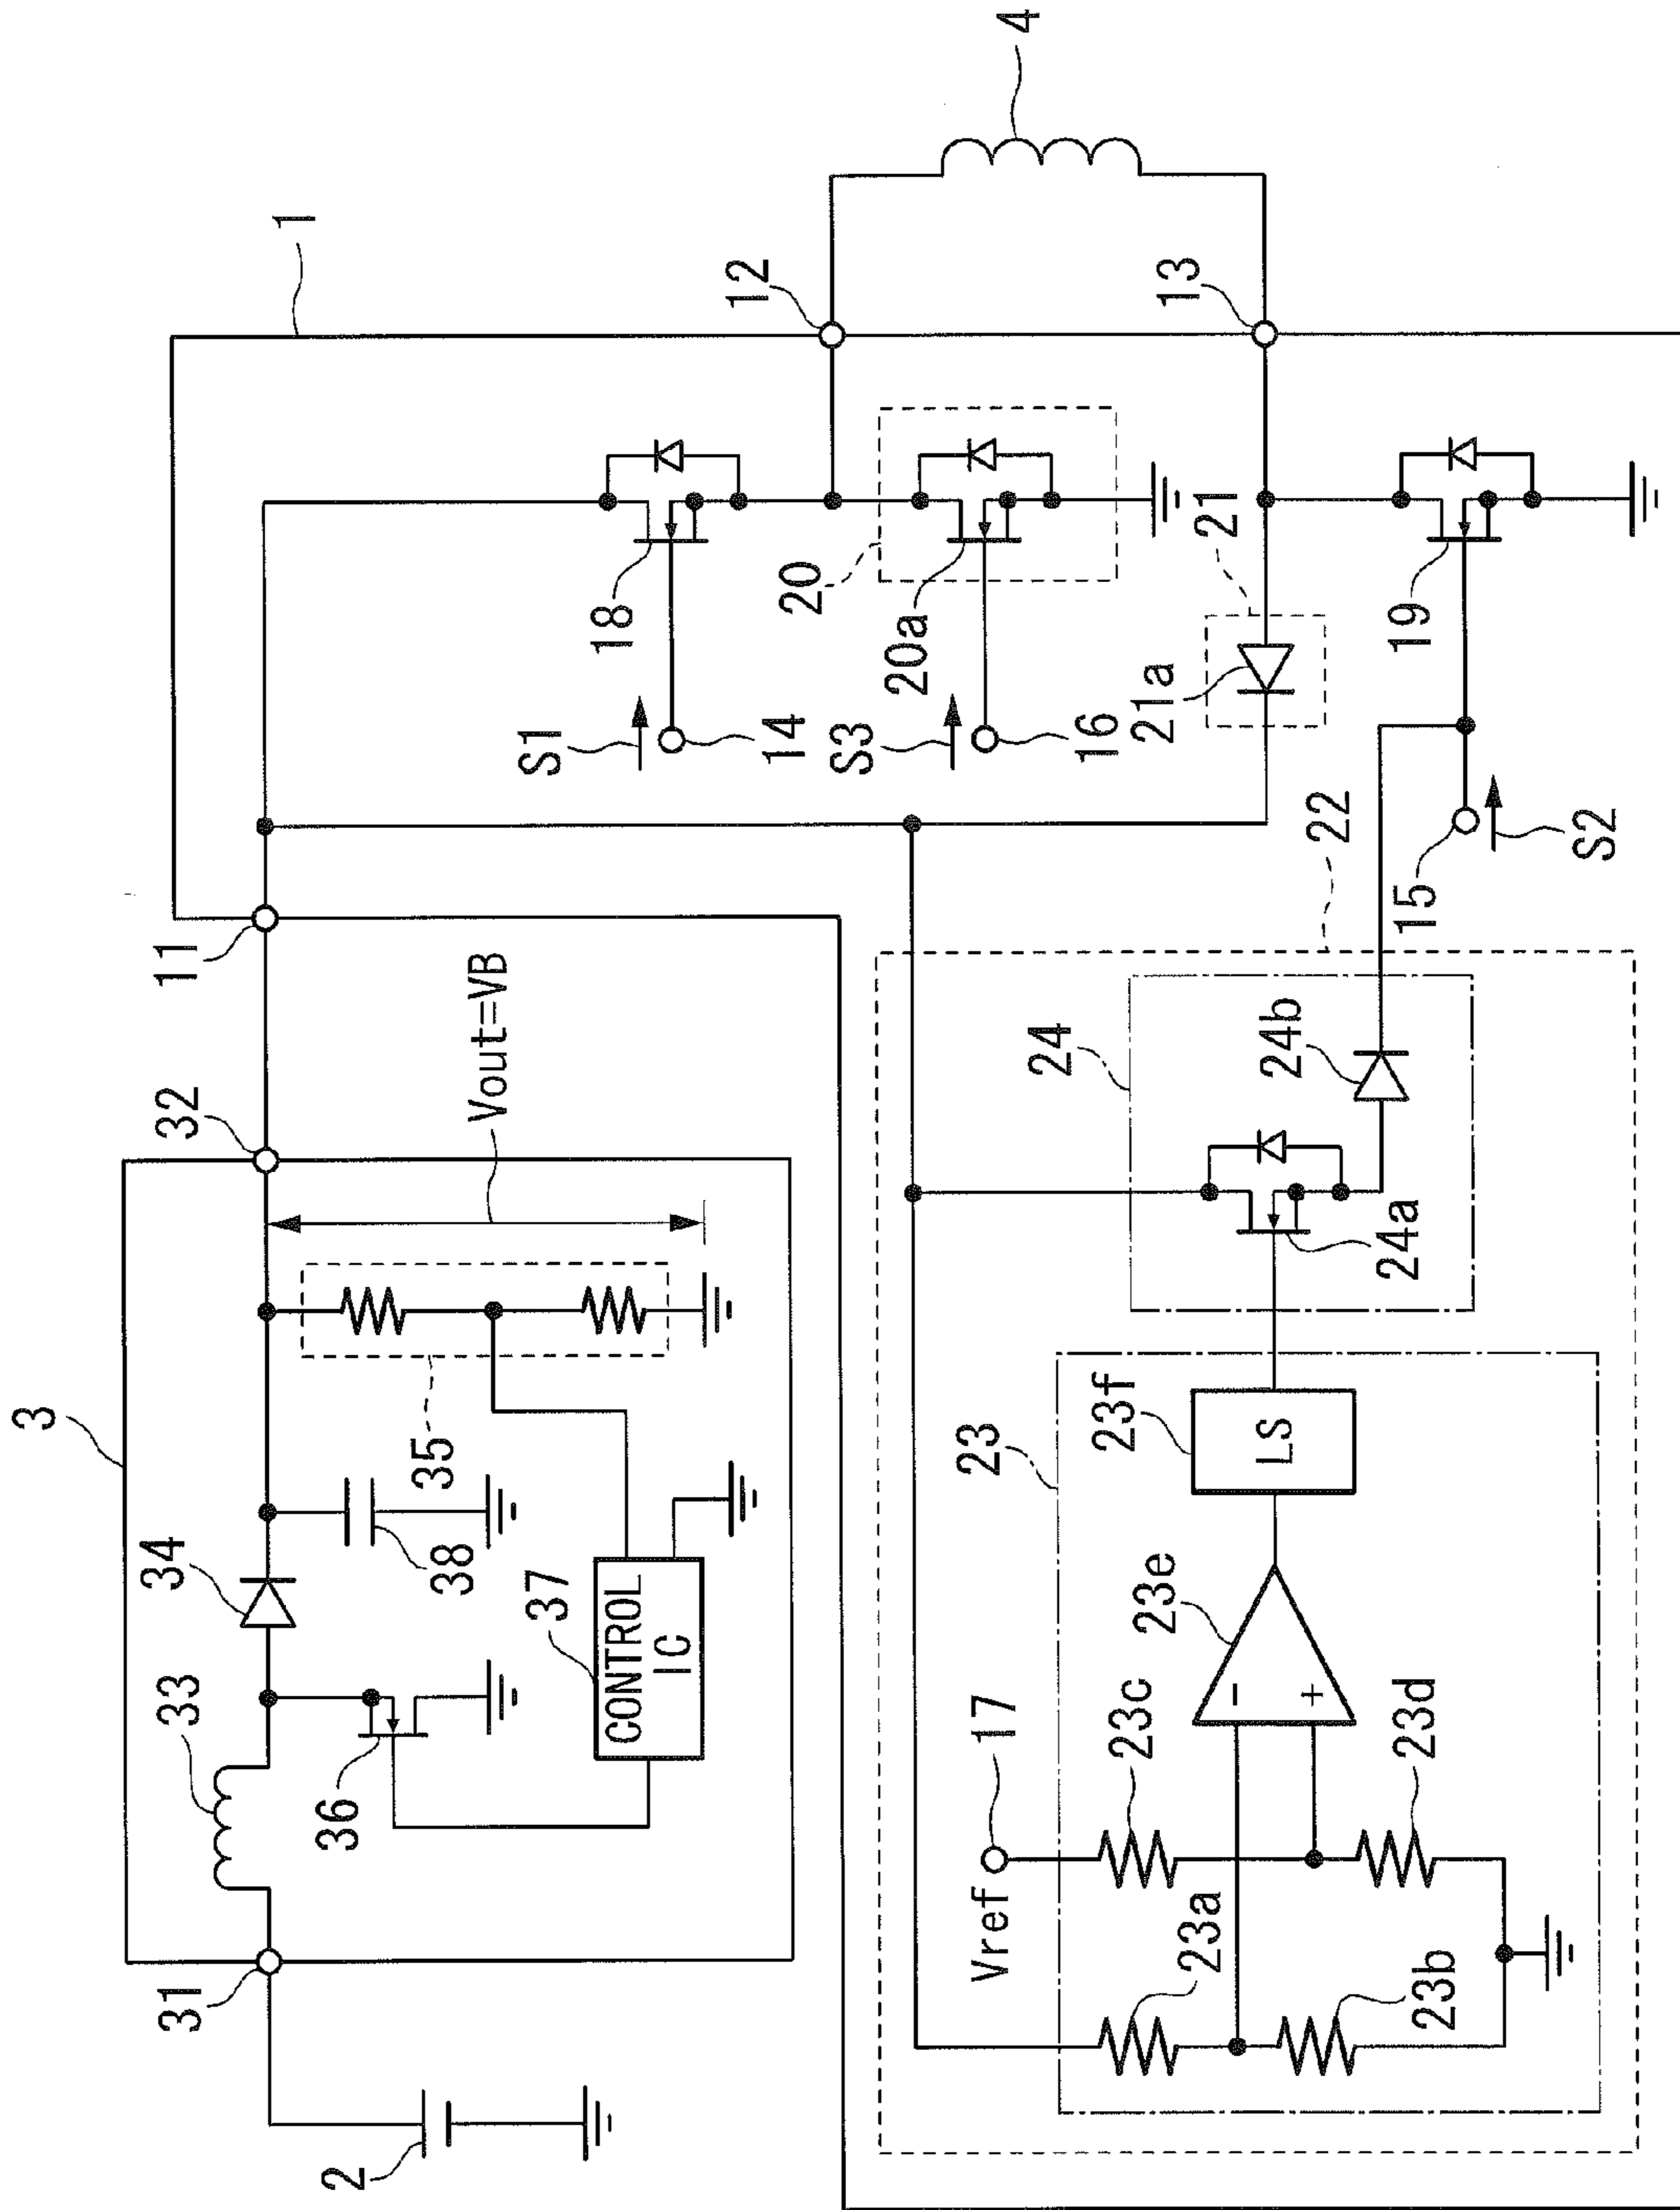 3
33
34
31
36
35
38
37
CONTROL
IC
2
32
Vout=VB
11
1
12
4
13
18
S1
14
20
20a
S3
16
21
21a
19
15
S2
22
23
24
24b
24a
23f
LS
23e
-
+
Vref
17
23c
23a
23d
23b